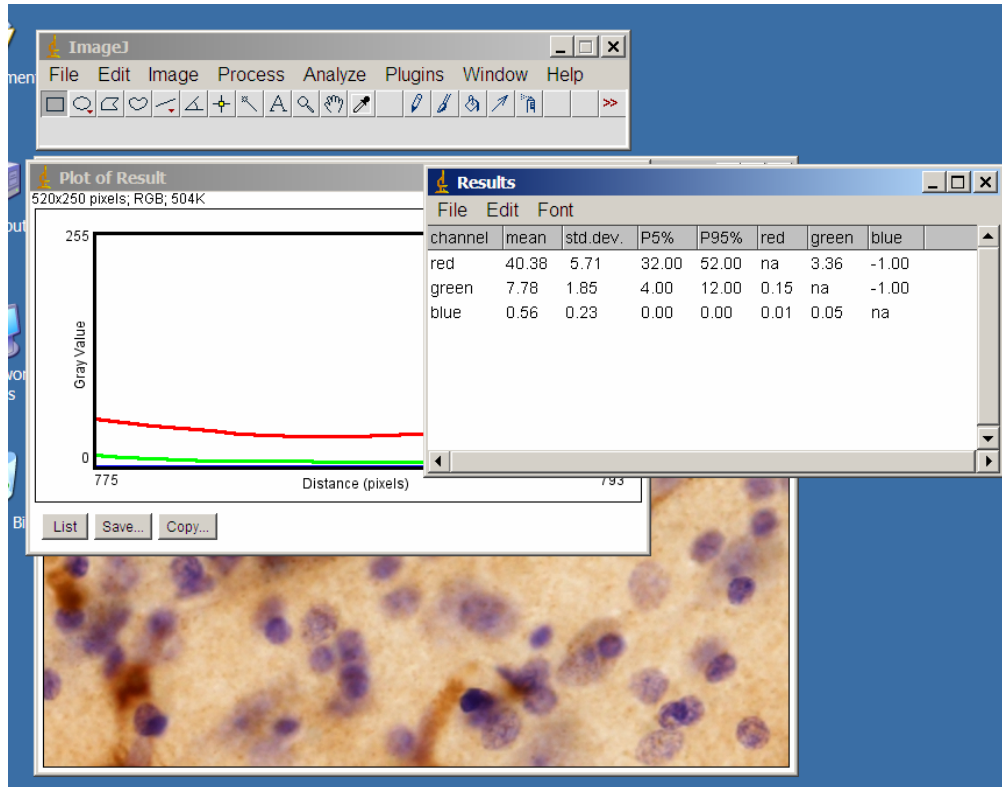 ImageJ
File Edit Image Process Analyze Plugins Window Help
A >>
Plot of Result
520x250 pixels; RGB; 504K
255
Gray Value
0
775 Distance (pixels) 793
List Save... Copy...
Results
File Edit Font
channel mean std.dev. P5% P95% red green blue
red 40.38 5.71 32.00 52.00 na 3.36 -1.00
green 7.78 1.85 4.00 12.00 0.15 na -1.00
blue 0.56 0.23 0.00 0.00 0.01 0.05 na
Bi